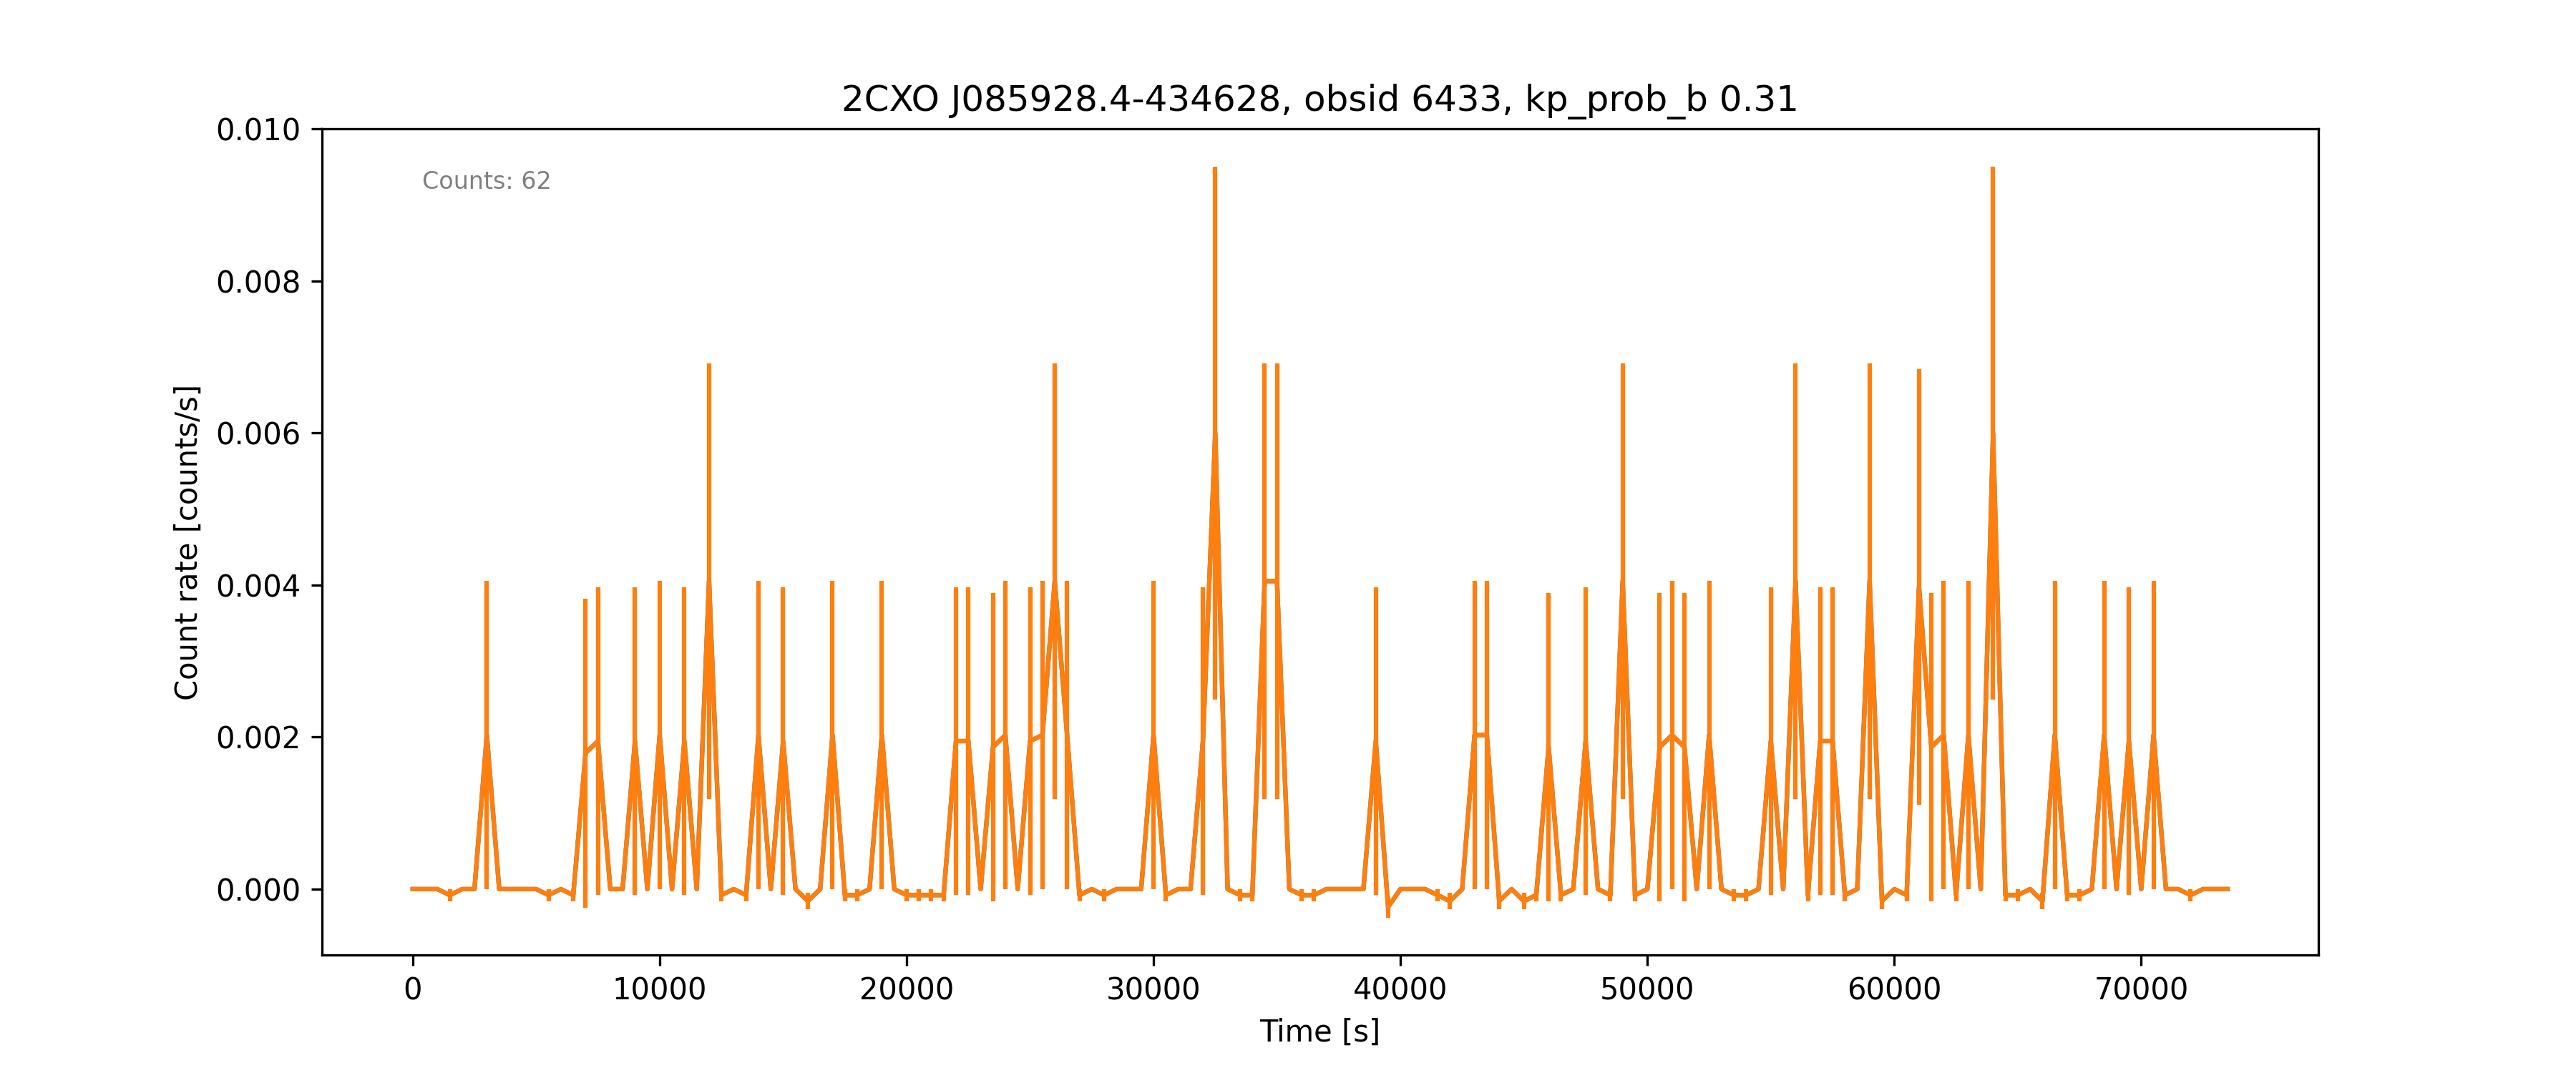 2CXO J085928.4-434628, obsid 6433, kp_prob_b 0.31
0.010
Counts: 62
0.008
0.006
0.004
0.002
0.000
Count rate [counts/s]
0 10000 20000 30000 40000 50000 60000 70000
Time [s]